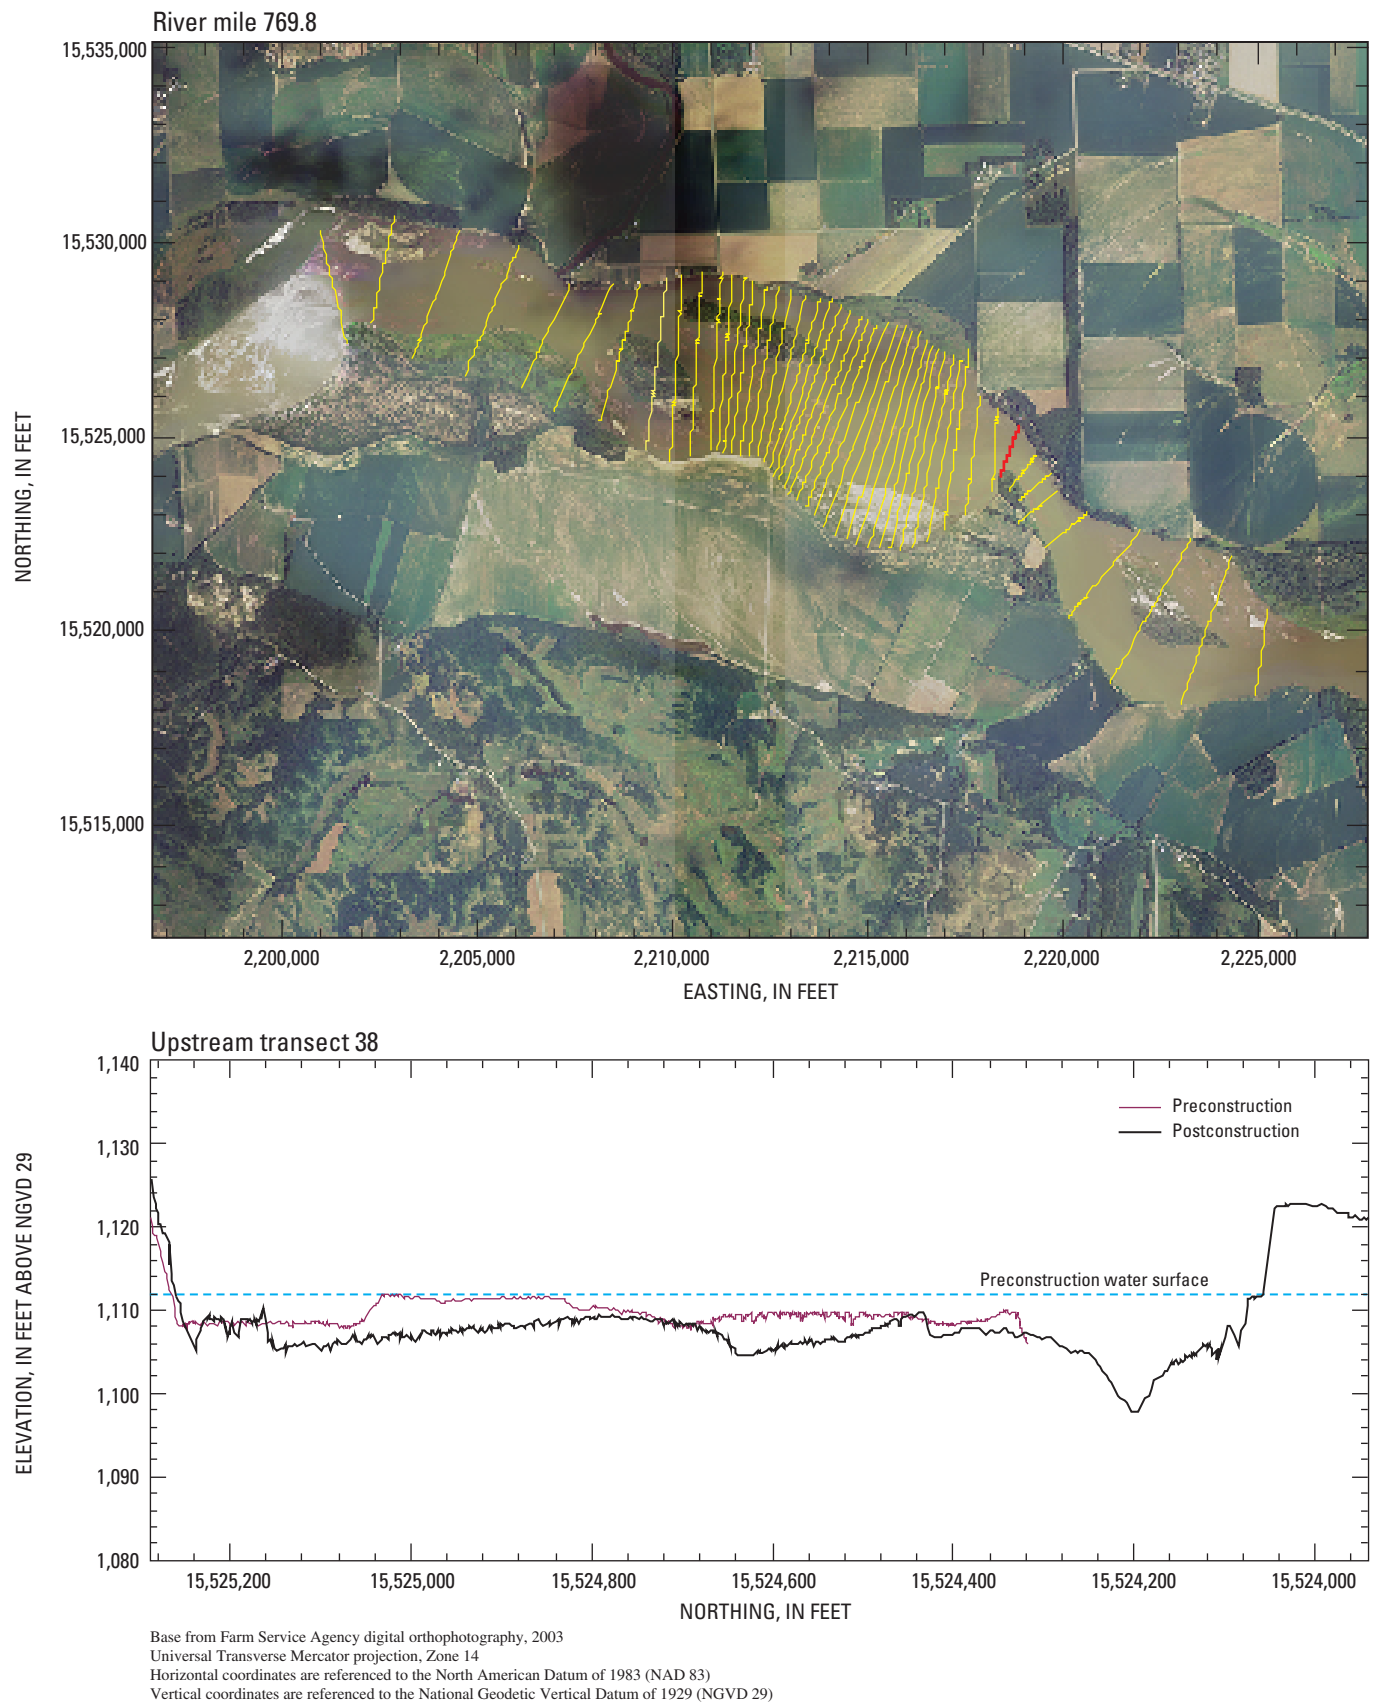 River mile 769.8
15,535,000
15,530,000
15,525,000
15,520,000
15,515,000
NORTHING, IN FEET
2,200,000 2,205,000 2,210,000 2,215,000 2,220,000 2,225,000
EASTING, IN FEET
Upstream transect 38
1,140
1,130
1,120
1,110
1,100
1,090
1,080
ELEVATION, IN FEET ABOVE NGVD 29
Preconstruction
Postconstruction
Preconstruction water surface
15,525,200 15,525,000 15,524,800 15,524,600 15,524,400 15,524,200 15,524,000
NORTHING, IN FEET
Base from Farm Service Agency digital orthophotography, 2003
Universal Transverse Mercator projection, Zone 14
Horizontal coordinates are referenced to the North American Datum of 1983 (NAD 83)
Vertical coordinates are referenced to the National Geodetic Vertical Datum of 1929 (NGVD 29)